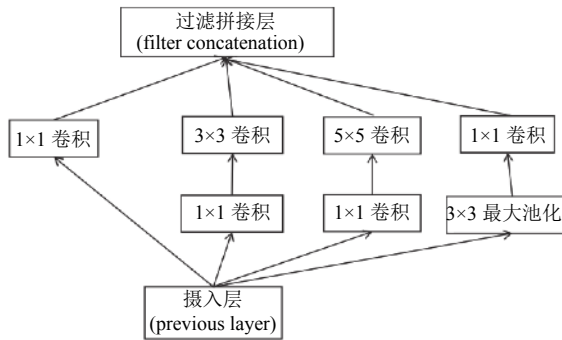 过滤拼接层
(filter concatenation)
1×1 卷积
3×3 卷积
5×5 卷积
1×1 卷积
1×1 卷积
1×1 卷积
3×3 最大池化
摄入层
(previous layer)